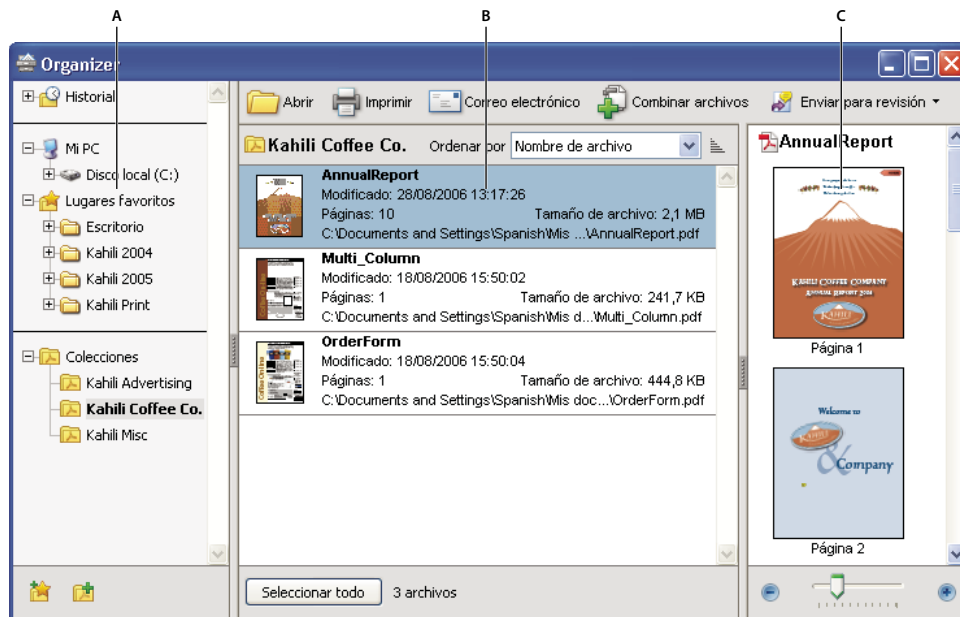 A B C
Organizer
Historial
Mi PC
Disco local (C:)
Lugares favoritos
Escritorio
Kahili 2004
Kahili 2005
Kahili Print
Colecciones
Kahili Advertising
Kahili Coffee Co.
Kahili Misc
Abrir Imprimir Correo electrónico Combinar archivos Enviar para revisión
Kahili Coffee Co. Ordenar por Nombre de archivo
AnnualReport
Modificado: 28/08/2006 13:17:26
Páginas: 10 Tamaño de archivo: 2,1 MB
C:\Documents and Settings\Spanish\Mis ...\AnnualReport.pdf
Multi_Column
Modificado: 18/08/2006 15:50:02
Páginas: 1 Tamaño de archivo: 241,7 KB
C:\Documents and Settings\Spanish\Mis d...\Multi_Column.pdf
OrderForm
Modificado: 18/08/2006 15:50:04
Páginas: 1 Tamaño de archivo: 444,8 KB
C:\Documents and Settings\Spanish\Mis doc...\OrderForm.pdf
Seleccionar todo 3 archivos
AnnualReport
KAHILI COFFEE COMPANY
ANNUAL REPORT 2004
KAHILI
Página 1
Welcome to
KAHILI
& Company
Página 2